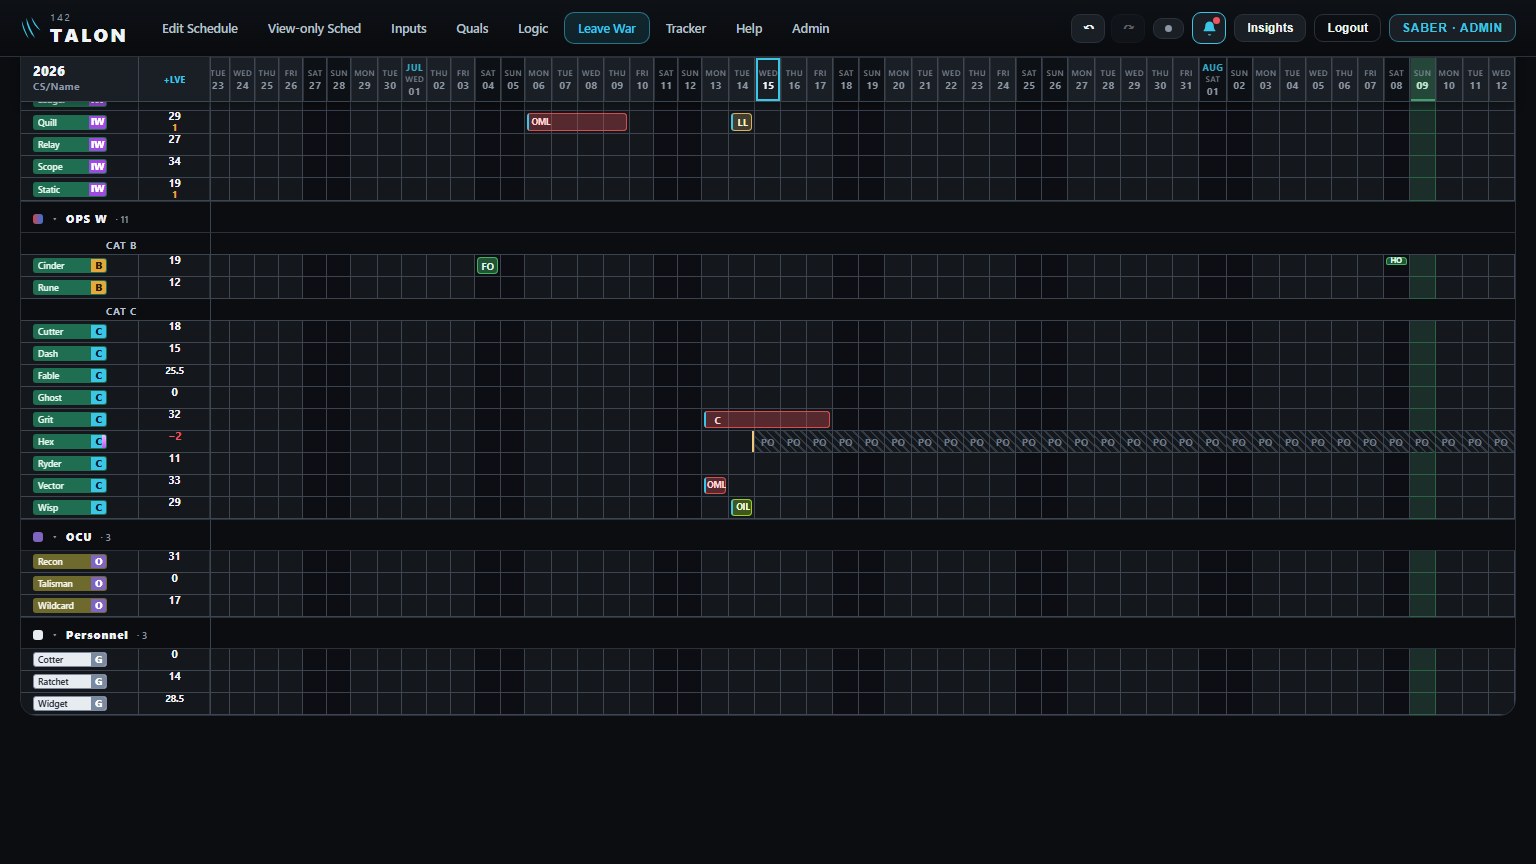 142
TALON
Edit Schedule
View-only Sched
Inputs
Quals
Logic
Leave War
Tracker
Help
Admin
Insights
Logout
SABER · ADMIN
2026
CS/Name
+LVE
TUE 23
WED 24
THU 25
FRI 26
SAT 27
SUN 28
MON 29
TUE 30
JUL WED 01
THU 02
FRI 03
SAT 04
SUN 05
MON 06
TUE 07
WED 08
THU 09
FRI 10
SAT 11
SUN 12
MON 13
TUE 14
WED 15
THU 16
FRI 17
SAT 18
SUN 19
MON 20
TUE 21
WED 22
THU 23
FRI 24
SAT 25
SUN 26
MON 27
TUE 28
WED 29
THU 30
FRI 31
AUG SAT 01
SUN 02
MON 03
TUE 04
WED 05
THU 06
FRI 07
SAT 08
SUN 09
MON 10
TUE 11
WED 12
Quill IW 29 1 OML LL
Relay IW 27
Scope IW 34
Static IW 19 1
OPS W · 11
CAT B
Cinder B 19 FO HO
Rune B 12
CAT C
Cutter C 18
Dash C 15
Fable C 25.5
Ghost C 0
Grit C 32 C
Hex C −2 PO PO PO PO PO PO PO PO PO PO PO PO PO PO PO PO PO PO PO PO PO PO PO PO PO PO PO PO PO
Ryder C 11
Vector C 33 OML
Wisp C 29 OIL
OCU · 3
Recon O 31
Talisman O 0
Wildcard O 17
Personnel · 3
Cotter G 0
Ratchet G 14
Widget G 28.5